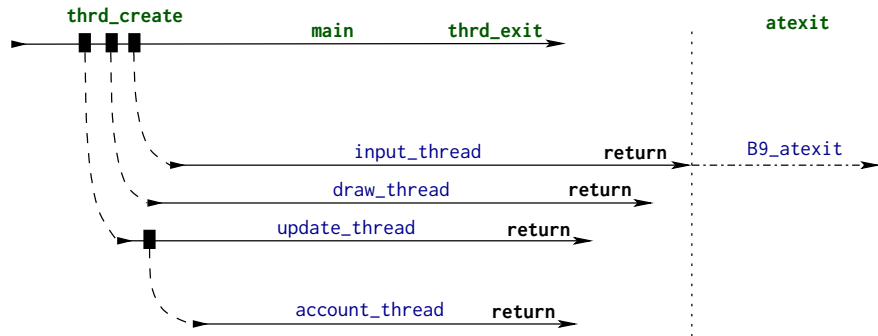 thrd_create
main thrd_exit atexit
input_thread return B9_atexit
draw_thread return
update_thread return
account_thread return